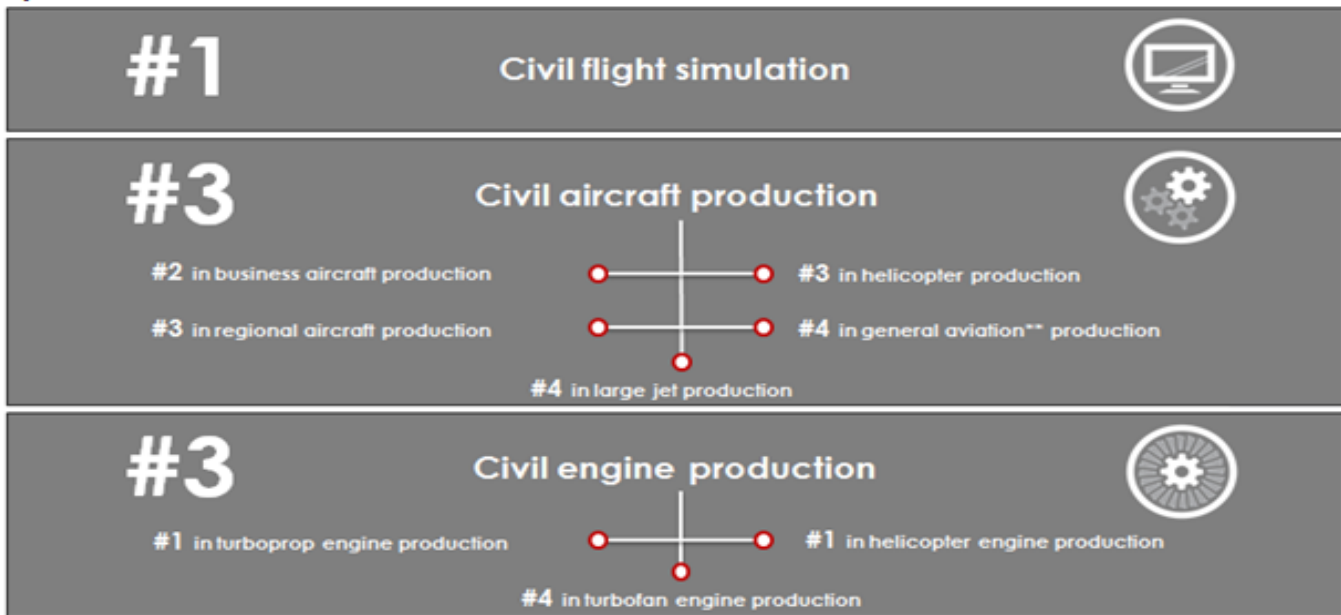 #1 Civil flight simulation
#3 Civil aircraft production
#2 in business aircraft production
#3 in helicopter production
#3 in regional aircraft production
#4 in general aviation** production
#4 in large jet production
#3 Civil engine production
#1 in turboprop engine production
#1 in helicopter engine production
#4 in turbofan engine production